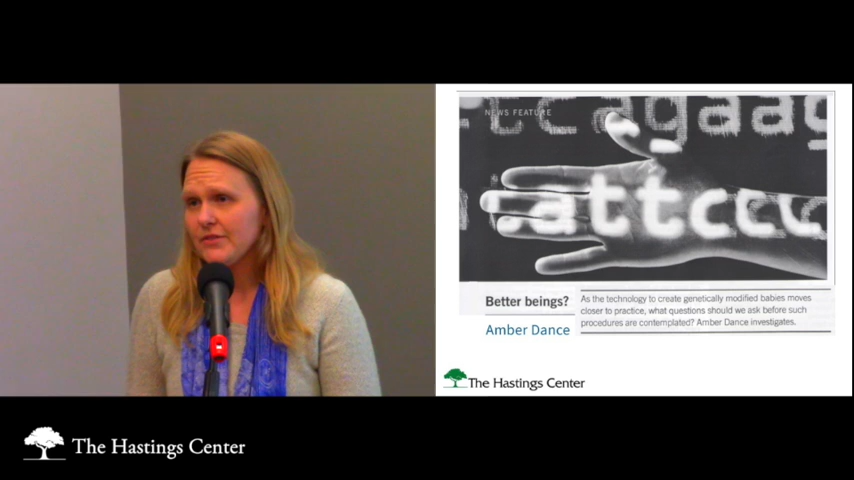 tcagaag
NEWS FEATURE
attccc
Better beings?
Amber Dance
As the technology to create genetically modified babies moves
closer to practice, what questions should we ask before such
procedures are contemplated? Amber Dance investigates.
The Hastings Center
The Hastings Center